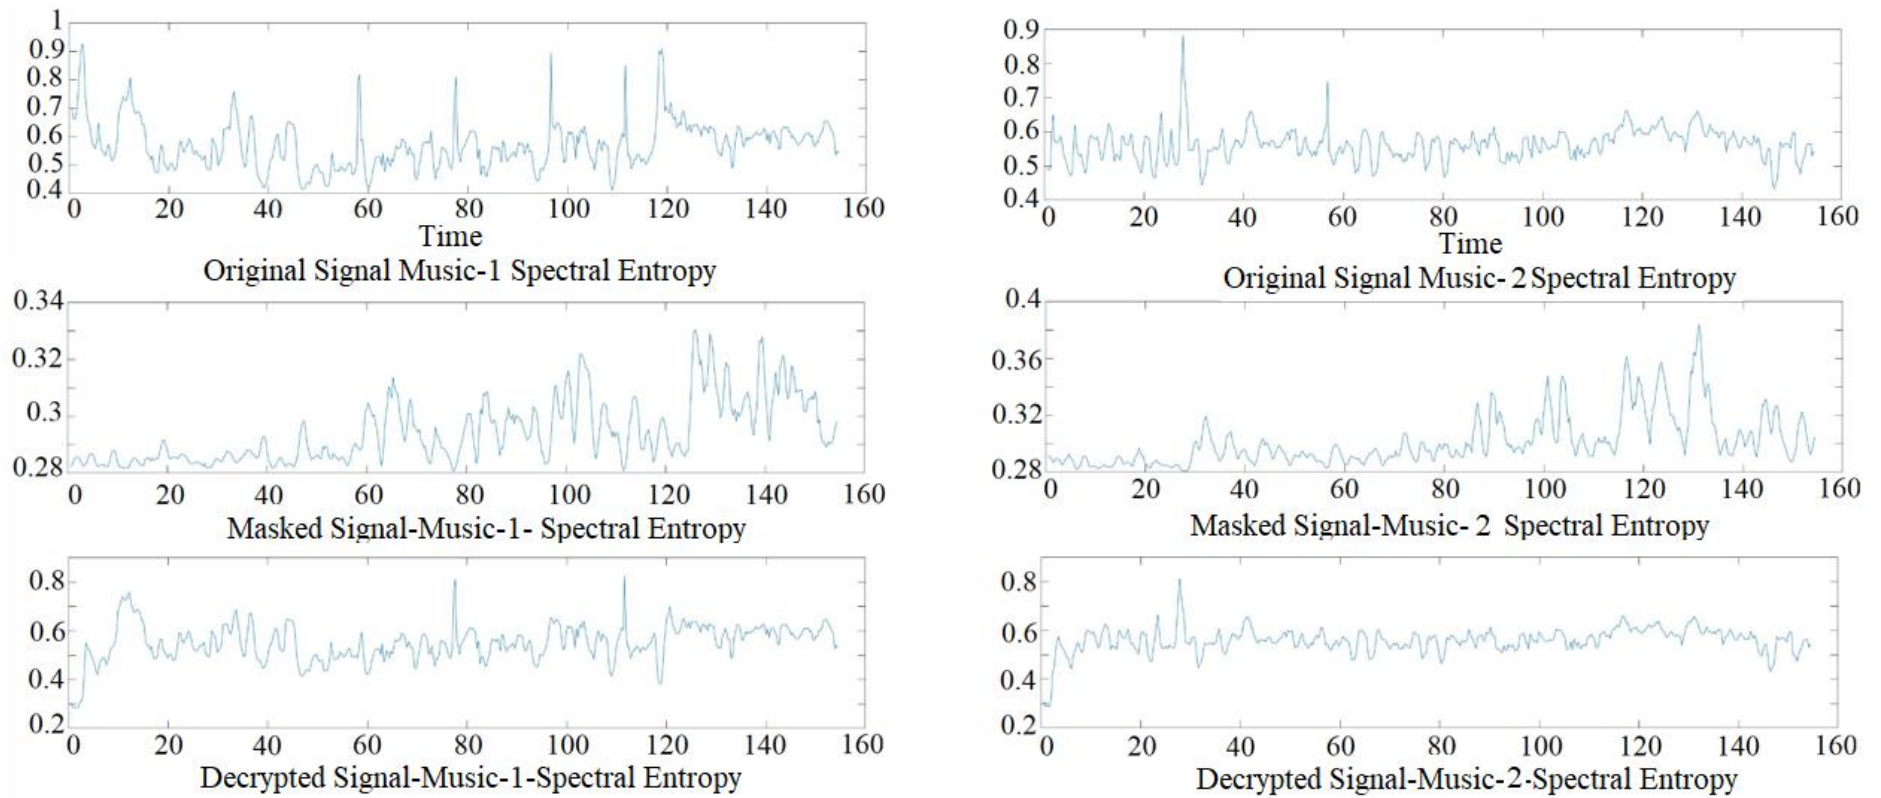 1
0.9
0.8
0.7
0.6
0.5
0.4
0 20 40 60 80 100 120 140 160
Time
Original Signal Music-1 Spectral Entropy
0.9
0.8
0.7
0.6
0.5
0.4
0 20 40 60 80 100 120 140 160
Time
Original Signal Music- 2 Spectral Entropy
0.34
0.32
0.3
0.28
0 20 40 60 80 100 120 140 160
Masked Signal-Music-1- Spectral Entropy
0.4
0.36
0.32
0.28
0 20 40 60 80 100 120 140 160
Masked Signal-Music- 2 Spectral Entropy
0.8
0.6
0.4
0.2
0 20 40 60 80 100 120 140 160
Decrypted Signal-Music-1-Spectral Entropy
0.8
0.6
0.4
0.2
0 20 40 60 80 100 120 140 160
Decrypted Signal-Music-2-Spectral Entropy